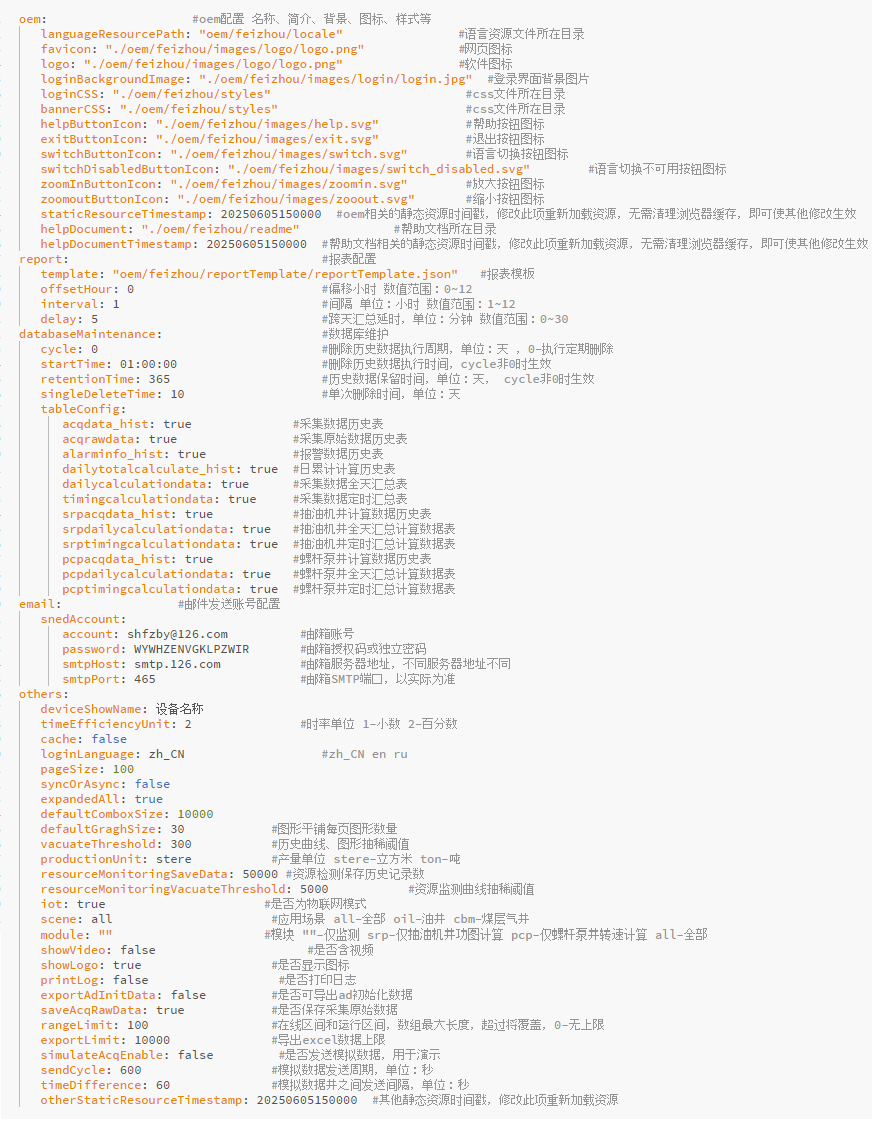 oem: #oem配置 名称、简介、背景、图标、样式等
languageResourcePath: "oem/feizhou/locale" #语言资源文件所在目录
favicon: "./oem/feizhou/images/logo/logo.png" #网页图标
logo: "./oem/feizhou/images/logo/logo.png" #软件图标
loginBackgroundImage: "./oem/feizhou/images/login/login.jpg" #登录界面背景图片
loginCSS: "./oem/feizhou/styles" #css文件所在目录
bannerCSS: "./oem/feizhou/styles" #css文件所在目录
helpButtonIcon: "./oem/feizhou/images/help.svg" #帮助按钮图标
exitButtonIcon: "./oem/feizhou/images/exit.svg" #退出按钮图标
switchButtonIcon: "./oem/feizhou/images/switch.svg" #语言切换按钮图标
switchDisabledButtonIcon: "./oem/feizhou/images/switch_disabled.svg" #语言切换不可用按钮图标
zoomInButtonIcon: "./oem/feizhou/images/zoomin.svg" #放大按钮图标
zoomoutButtonIcon: "./oem/feizhou/images/zooout.svg" #缩小按钮图标
staticResourceTimestamp: 20250605150000 #oem相关的静态资源时间戳，修改此项重新加载资源，无需清理浏览器缓存，即可使其他修改生效
helpDocument: "./oem/feizhou/readme" #帮助文档所在目录
helpDocumentTimestamp: 20250605150000 #帮助文档相关的静态资源时间戳，修改此项重新加载资源，无需清理浏览器缓存，即可使其他修改生效
report: #报表配置
template: "oem/feizhou/reportTemplate/reportTemplate.json" #报表模板
offsetHour: 0 #偏移小时 数值范围：0~12
interval: 1 #间隔 单位：小时 数值范围：1~12
delay: 5 #跨天汇总延时，单位：分钟 数值范围：0~30
databaseMaintenance: #数据库维护
cycle: 0 #删除历史数据执行周期，单位：天 ，0-执行定期删除
startTime: 01:00:00 #删除历史数据执行时间，cycle非0时生效
retentionTime: 365 #历史数据保留时间，单位：天， cycle非0时生效
singleDeleteTime: 10 #单次删除时间，单位：天
tableConfig:
acqdata_hist: true #采集数据历史表
acqrawdata: true #采集原始数据历史表
alarminfo_hist: true #报警数据历史表
dailytotalcalculate_hist: true #日累计计算历史表
dailycalculationdata: true #采集数据全天汇总表
timingcalculationdata: true #采集数据定时汇总表
srpacqdata_hist: true #抽油机井计算数据历史表
srpdailycalculationdata: true #抽油机井全天汇总计算数据表
srptimingcalculationdata: true #抽油机井定时汇总计算数据表
pcpacqdata_hist: true #螺杆泵井计算数据历史表
pcpdailycalculationdata: true #螺杆泵井全天汇总计算数据表
pcptimingcalculationdata: true #螺杆泵井定时汇总计算数据表
email: #邮件发送账号配置
snedAccount:
account: shfzby@126.com #邮箱账号
password: WYWHZENVGKLPZWIR #邮箱授权码或独立密码
smtpHost: smtp.126.com #邮箱服务器地址，不同服务器地址不同
smtpPort: 465 #邮箱SMTP端口，以实际为准
others:
deviceShowName: 设备名称
timeEfficiencyUnit: 2 #时率单位 1-小数 2-百分数
cache: false
loginLanguage: zh_CN #zh_CN en ru
pageSize: 100
syncOrAsync: false
expandedAll: true
defaultComboxSize: 10000
defaultGraghSize: 30 #图形平铺每页图形数量
vacuateThreshold: 300 #历史曲线、图形抽稀阈值
productionUnit: stere #产量单位 stere-立方米 ton-吨
resourceMonitoringSaveData: 50000 #资源检测保存历史记录数
resourceMonitoringVacuateThreshold: 5000 #资源监测曲线抽稀阈值
iot: true #是否为物联网模式
scene: all #应用场景 all-全部 oil-油井 cbm-煤层气井
module: "" #模块 ""-仅监测 srp-仅抽油机井功图计算 pcp-仅螺杆泵井转速计算 all-全部
showVideo: false #是否含视频
showLogo: true #是否显示图标
printLog: false #是否打印日志
exportAdInitData: false #是否可导出ad初始化数据
saveAcqRawData: true #是否保存采集原始数据
rangeLimit: 100 #在线区间和运行区间，数组最大长度，超过将覆盖，0-无上限
exportLimit: 10000 #导出excel数据上限
simulateAcqEnable: false #是否发送模拟数据，用于演示
sendCycle: 600 #模拟数据发送周期，单位：秒
timeDifference: 60 #模拟数据井之间发送间隔，单位：秒
otherStaticResourceTimestamp: 20250605150000 #其他静态资源时间戳，修改此项重新加载资源